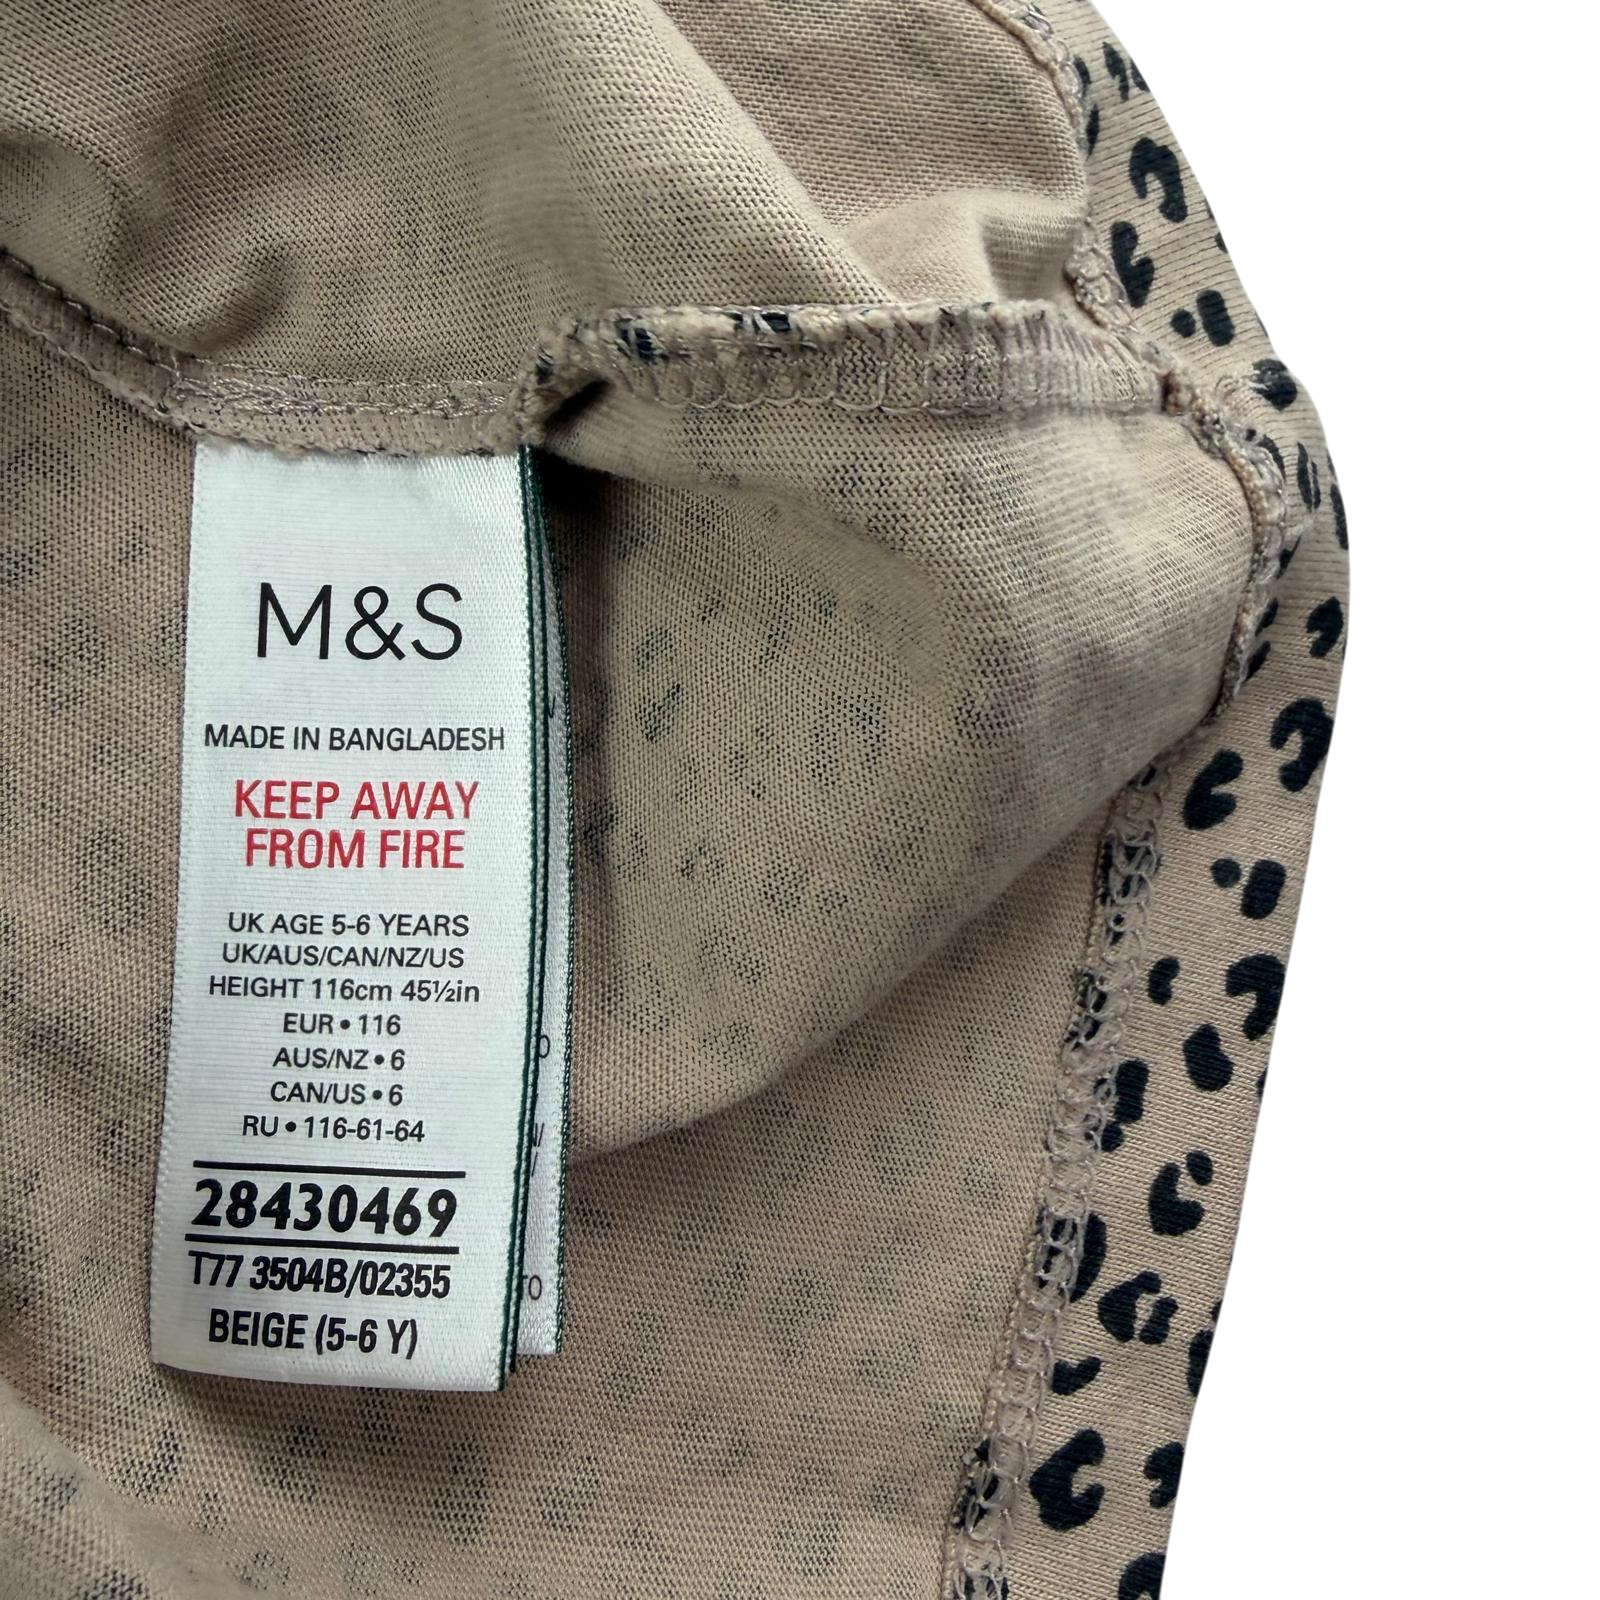 M&S
MADE IN BANGLADESH
KEEP AWAY
FROM FIRE
UK AGE 5-6 YEARS
UK/AUS/CAN/NZ/US
HEIGHT 116cm 45½in
EUR • 116
AUS/NZ • 6
CAN/US • 6
RU • 116-61-64
28430469
T77 3504B/02355
BEIGE (5-6 Y)